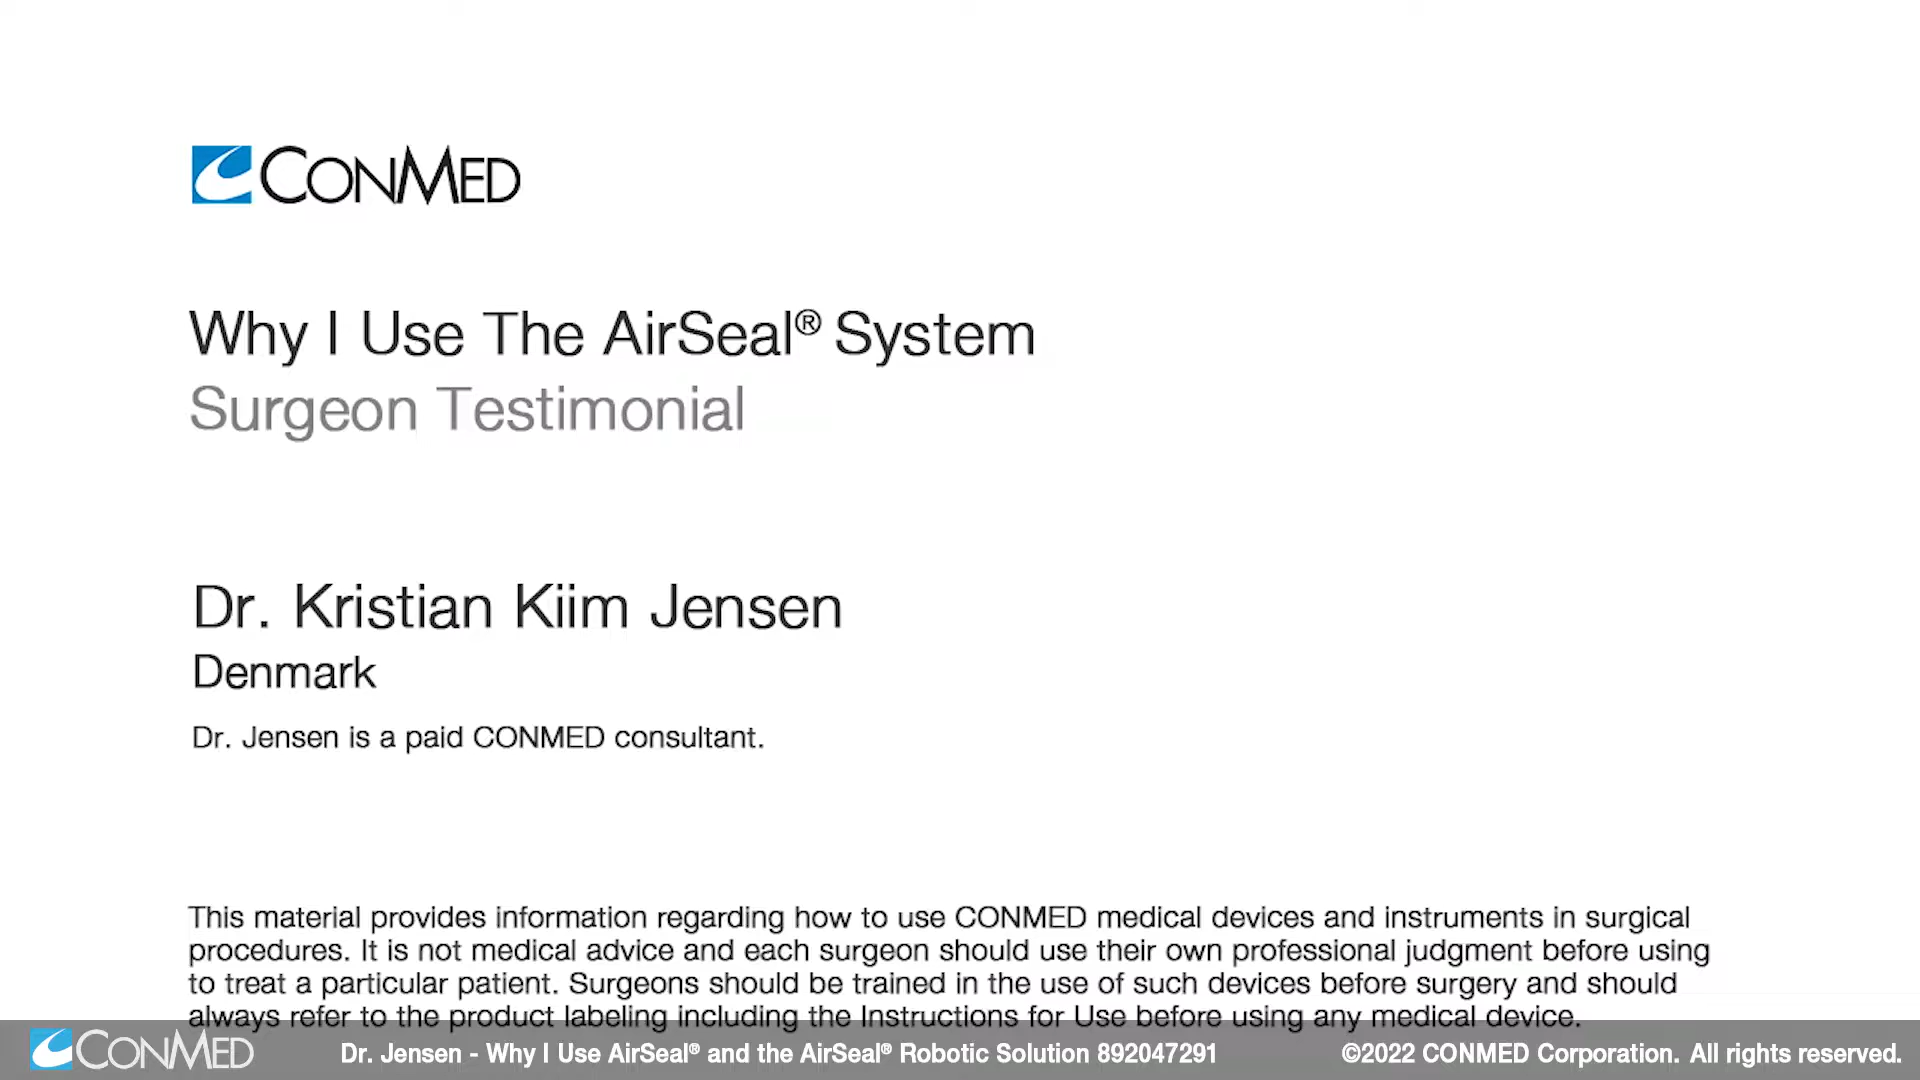 CONMED
Why I Use The AirSeal® System
Surgeon Testimonial
Dr. Kristian Kiim Jensen
Denmark
Dr. Jensen is a paid CONMED consultant.
This material provides information regarding how to use CONMED medical devices and instruments in surgical
procedures. It is not medical advice and each surgeon should use their own professional judgment before using
to treat a particular patient. Surgeons should be trained in the use of such devices before surgery and should
always refer to the product labeling including the Instructions for Use before using any medical device.
CONMED Dr. Jensen - Why I Use AirSeal® and the AirSeal® Robotic Solution 892047291 ©2022 CONMED Corporation. All rights reserved.